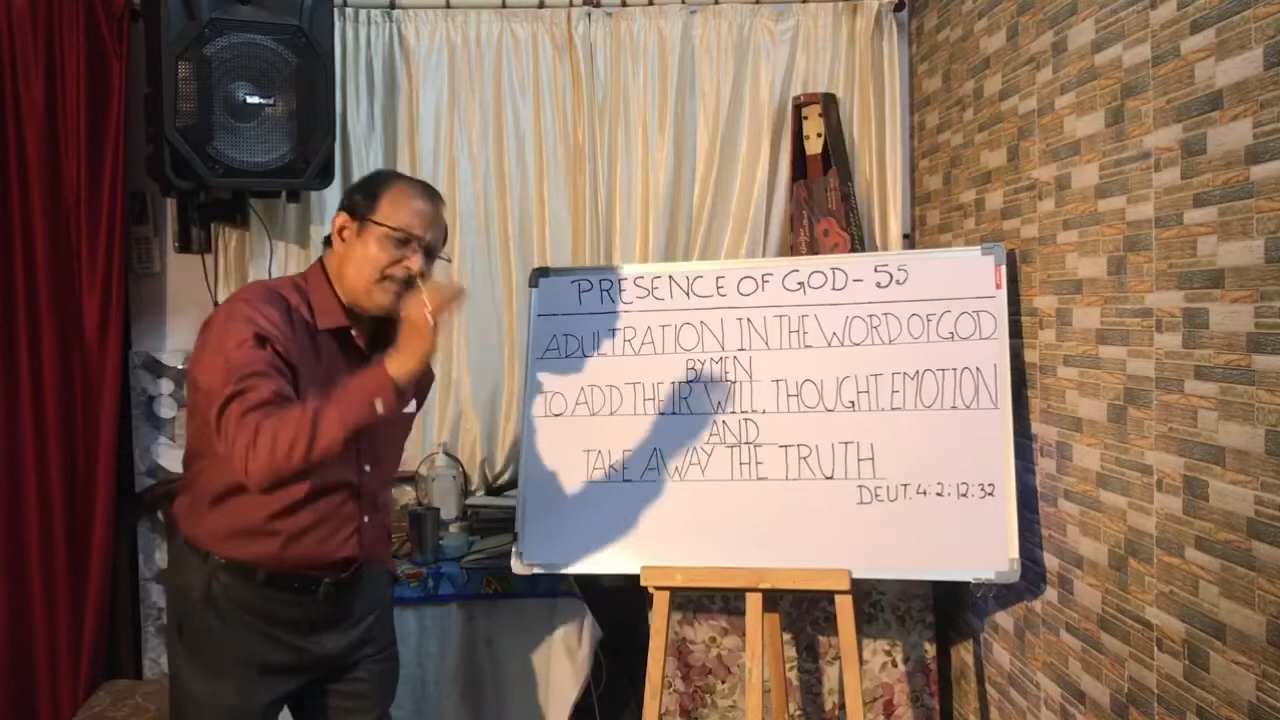 PRESENCE OF GOD - 55
ADULTRATION IN THE WORD OF GOD
BY MEN
TO ADD THEIR WILL, THOUGHT, EMOTION
AND
TAKE AWAY THE TRUTH
DEUT. 4:2:12:32